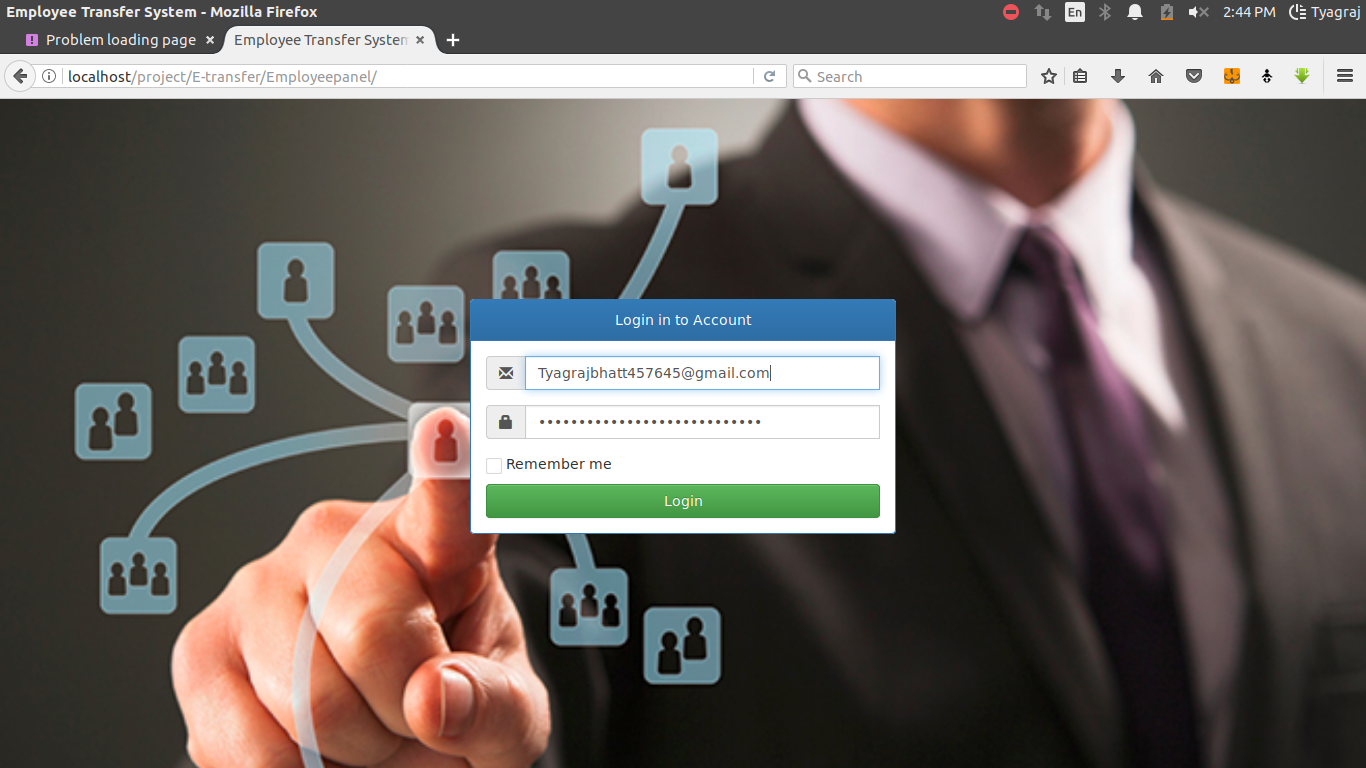 Employee Transfer System - Mozilla Firefox
En
2:44 PM
Tyagraj
Problem loading page
Employee Transfer System
localhost/project/E-transfer/Employeepanel/
Search
Login in to Account
Tyagrajbhatt457645@gmail.com
••••••••••••••••••••••••••••
Remember me
Login